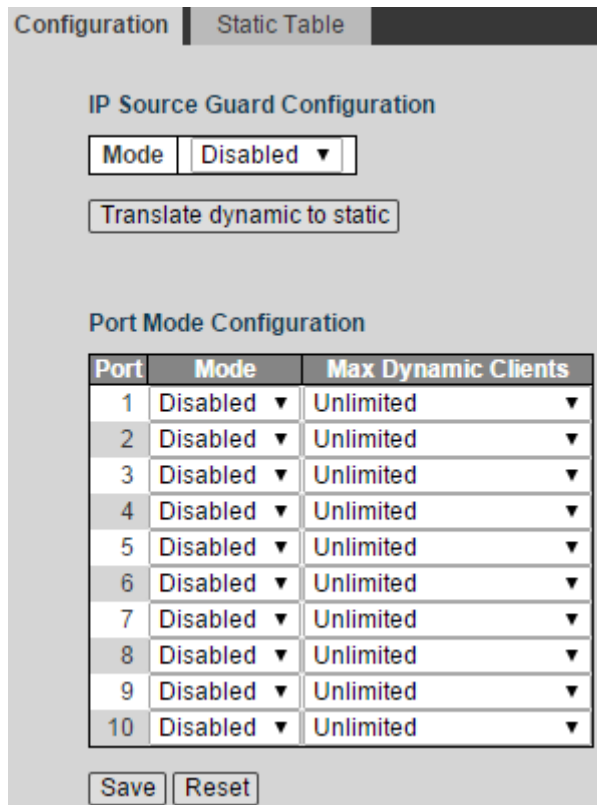 Configuration Static Table
IP Source Guard Configuration
Mode Disabled
Translate dynamic to static
Port Mode Configuration
Port Mode Max Dynamic Clients
1 Disabled Unlimited
2 Disabled Unlimited
3 Disabled Unlimited
4 Disabled Unlimited
5 Disabled Unlimited
6 Disabled Unlimited
7 Disabled Unlimited
8 Disabled Unlimited
9 Disabled Unlimited
10 Disabled Unlimited
Save Reset